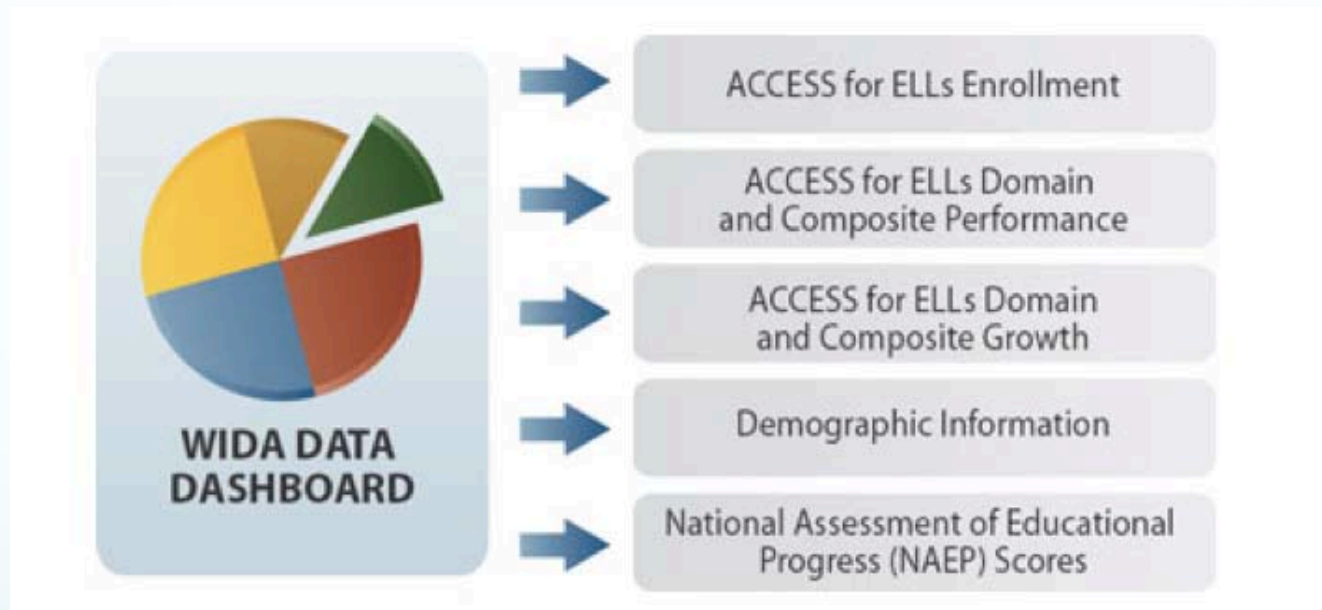 WIDA DATA
DASHBOARD
ACCESS for ELLs Enrollment
ACCESS for ELLs Domain
and Composite Performance
ACCESS for ELLs Domain
and Composite Growth
Demographic Information
National Assessment of Educational
Progress (NAEP) Scores